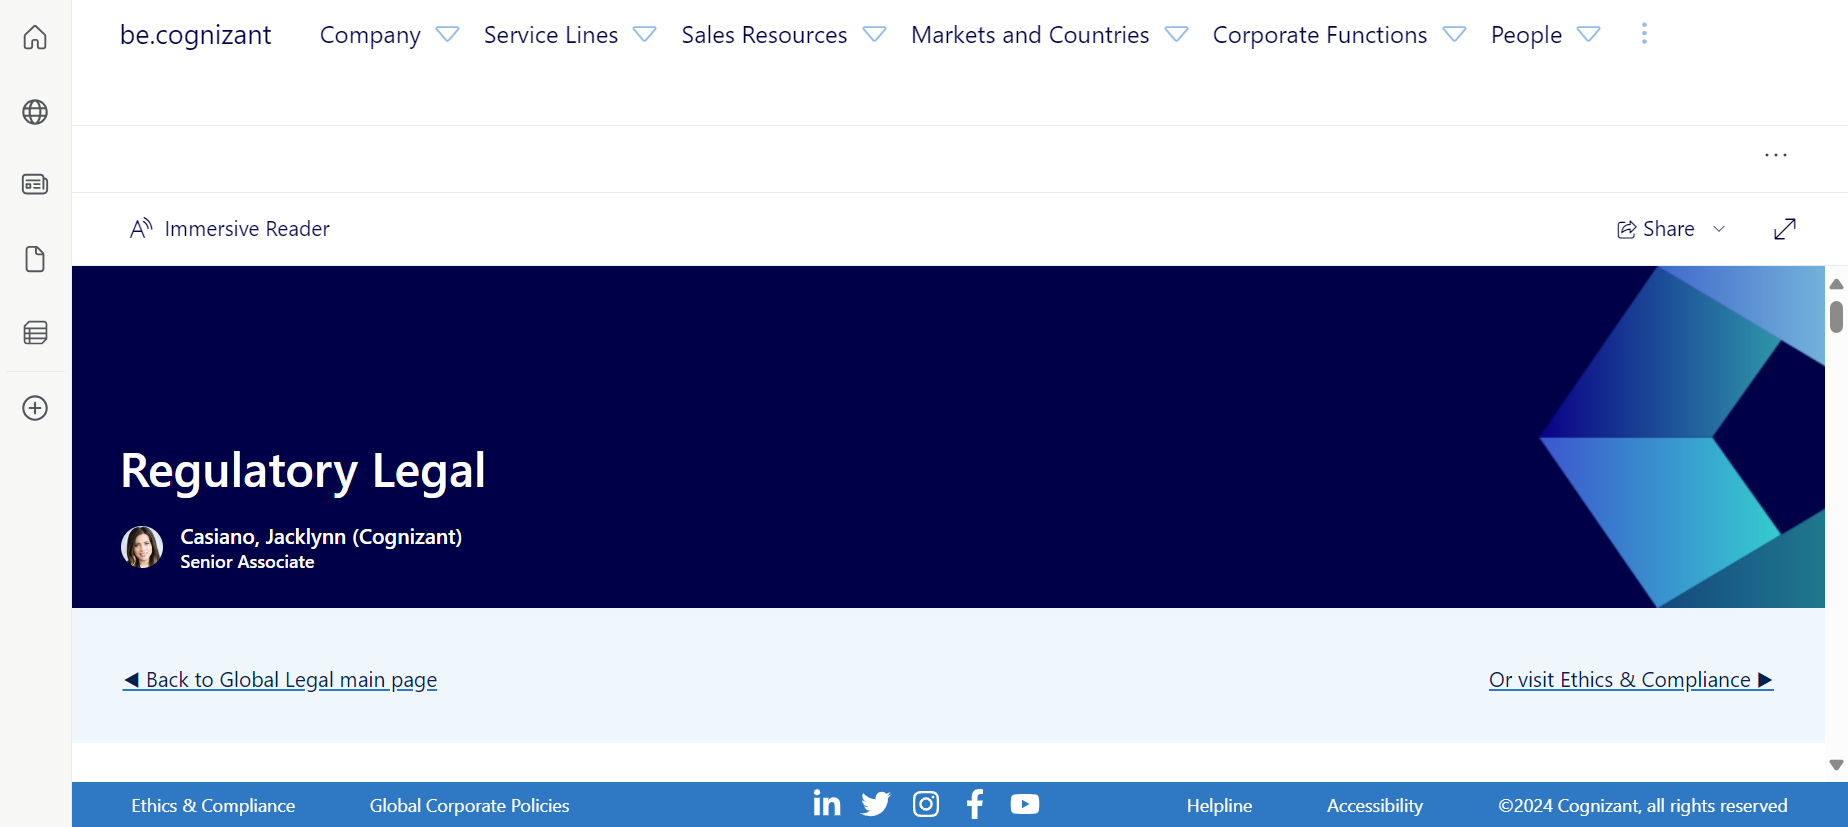 be.cognizant Company Service Lines Sales Resources Markets and Countries Corporate Functions People
Immersive Reader Share
Regulatory Legal
Casiano, Jacklynn (Cognizant)
Senior Associate
◀ Back to Global Legal main page Or visit Ethics & Compliance ▶
Ethics & Compliance Global Corporate Policies Helpline Accessibility ©2024 Cognizant, all rights reserved